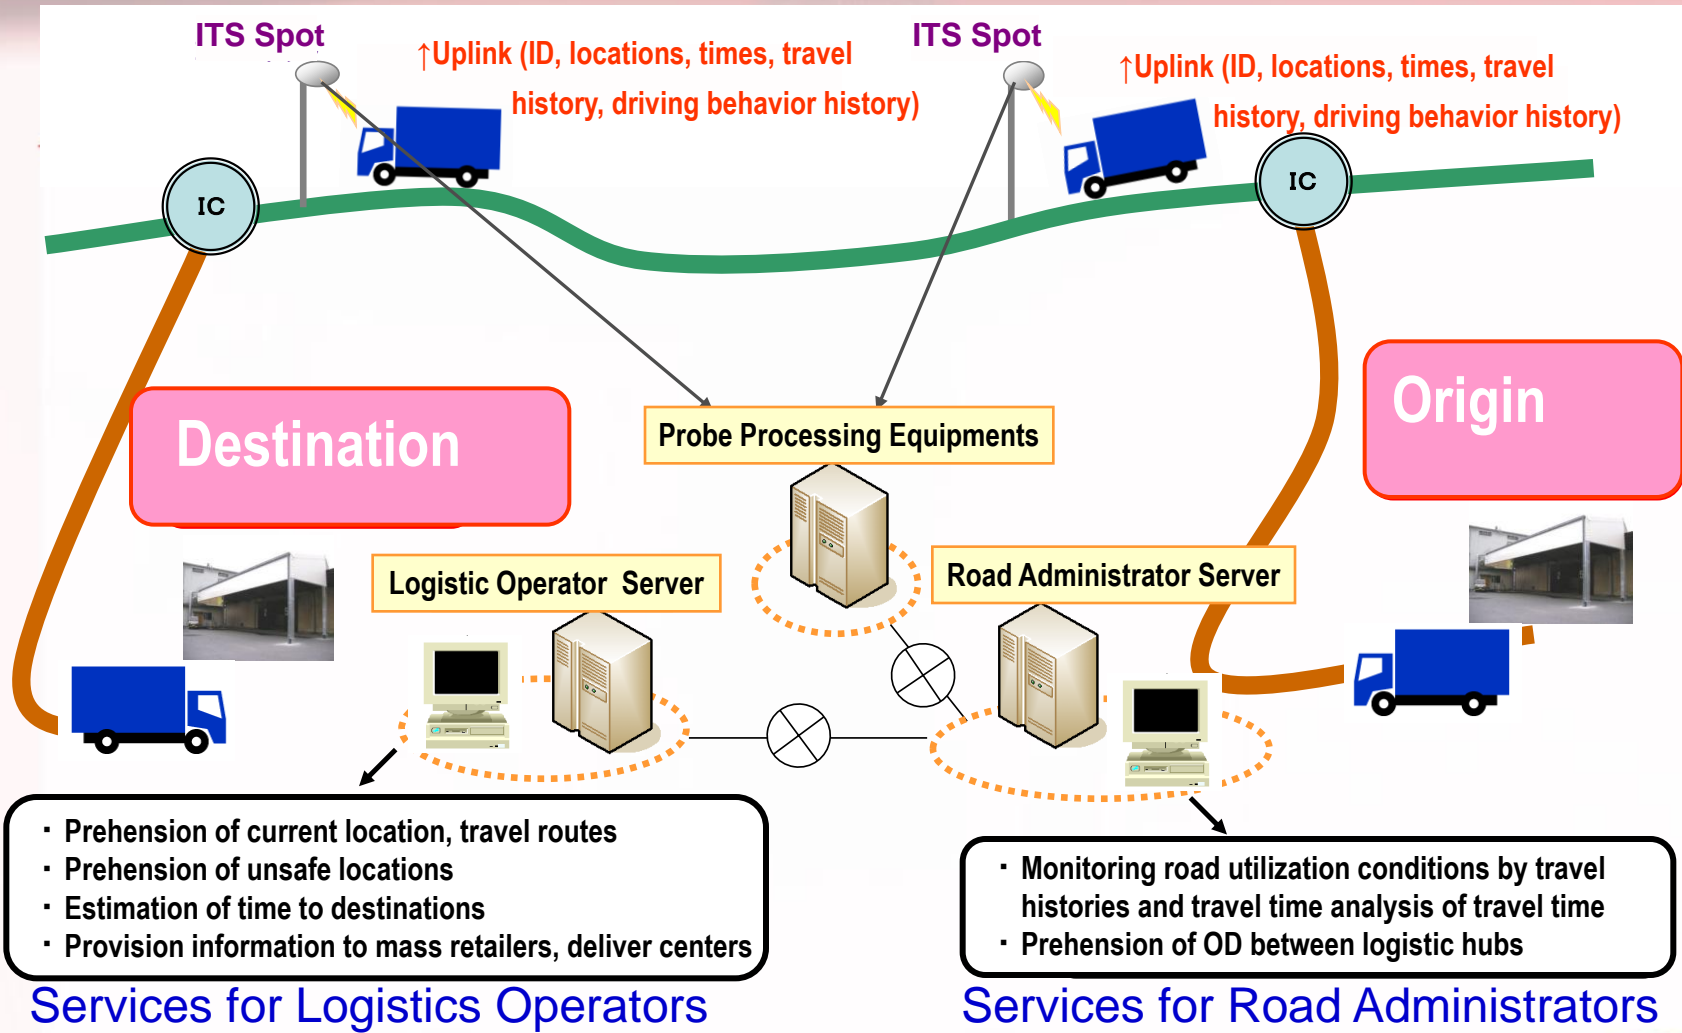 ITS Spot
↑Uplink (ID, locations, times, travel
history, driving behavior history)
ITS Spot
↑Uplink (ID, locations, times, travel
history, driving behavior history)
IC
IC
Destination
Origin
Probe Processing Equipments
Logistic Operator Server
Road Administrator Server
・ Prehension of current location, travel routes
・ Prehension of unsafe locations
・ Estimation of time to destinations
・ Provision information to mass retailers, deliver centers
・ Monitoring road utilization conditions by travel
histories and travel time analysis of travel time
・ Prehension of OD between logistic hubs
Services for Logistics Operators
Services for Road Administrators